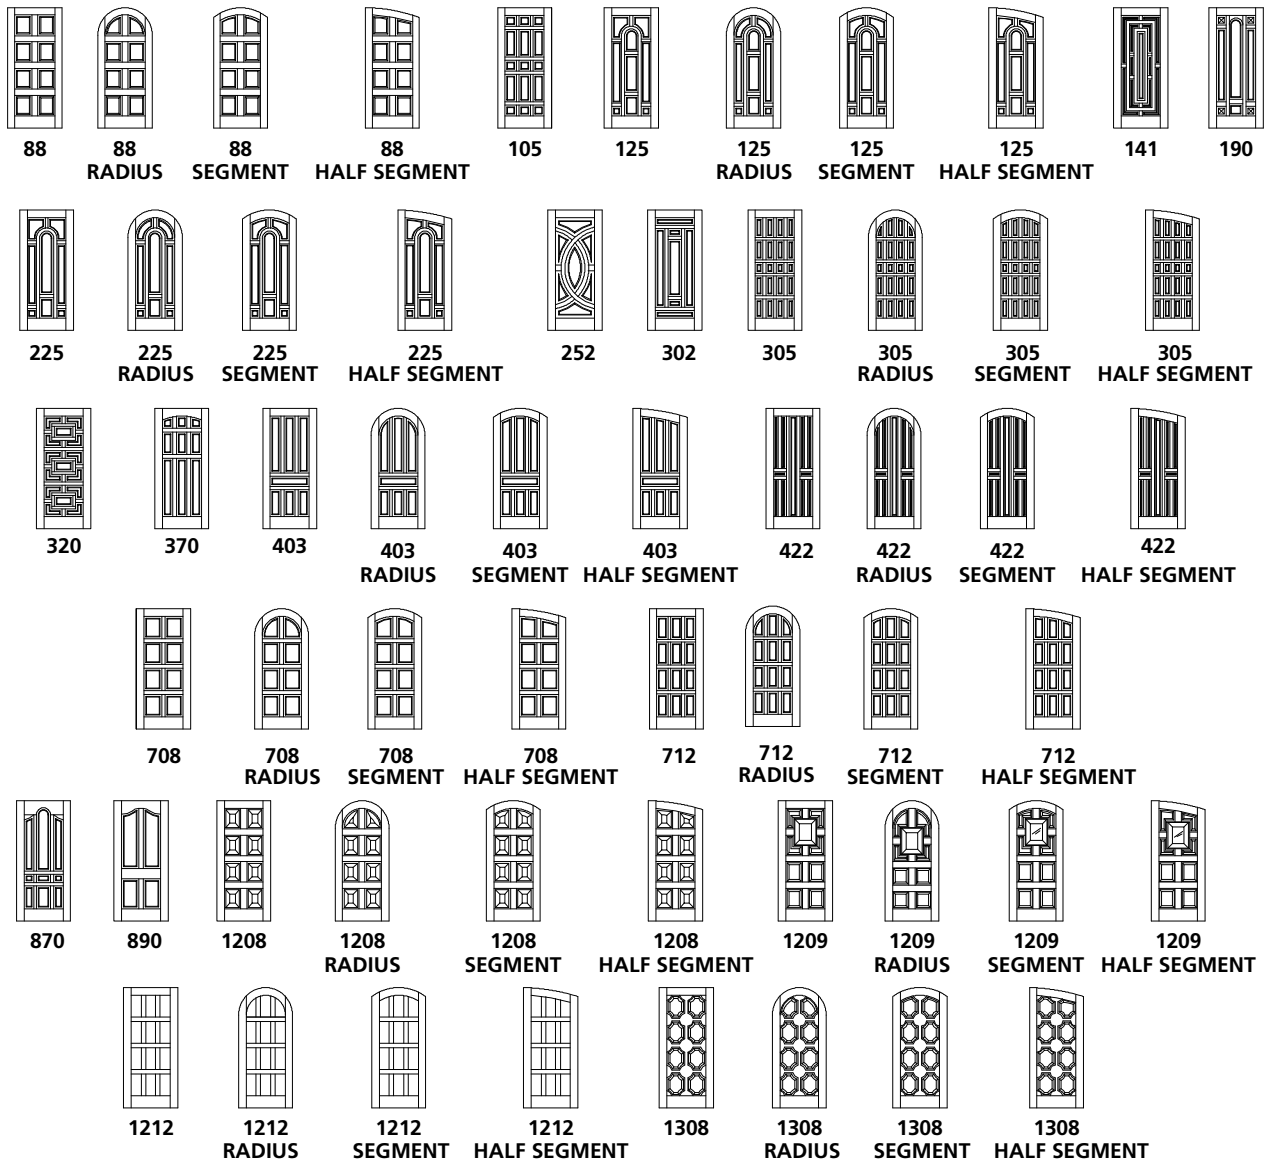 88 88 88 88 105 125 125 125 125 141 190
RADIUS SEGMENT HALF SEGMENT RADIUS SEGMENT HALF SEGMENT
225 225 225 225 252 302 305 305 305 305
RADIUS SEGMENT HALF SEGMENT RADIUS SEGMENT HALF SEGMENT
320 370 403 403 403 403 422 422 422 422
RADIUS SEGMENT HALF SEGMENT RADIUS SEGMENT HALF SEGMENT
708 708 708 708 712 712 712 712
RADIUS SEGMENT HALF SEGMENT RADIUS SEGMENT HALF SEGMENT
870 890 1208 1208 1208 1208 1209 1209 1209 1209
RADIUS SEGMENT HALF SEGMENT RADIUS SEGMENT HALF SEGMENT
1212 1212 1212 1212 1308 1308 1308 1308
RADIUS SEGMENT HALF SEGMENT RADIUS SEGMENT HALF SEGMENT